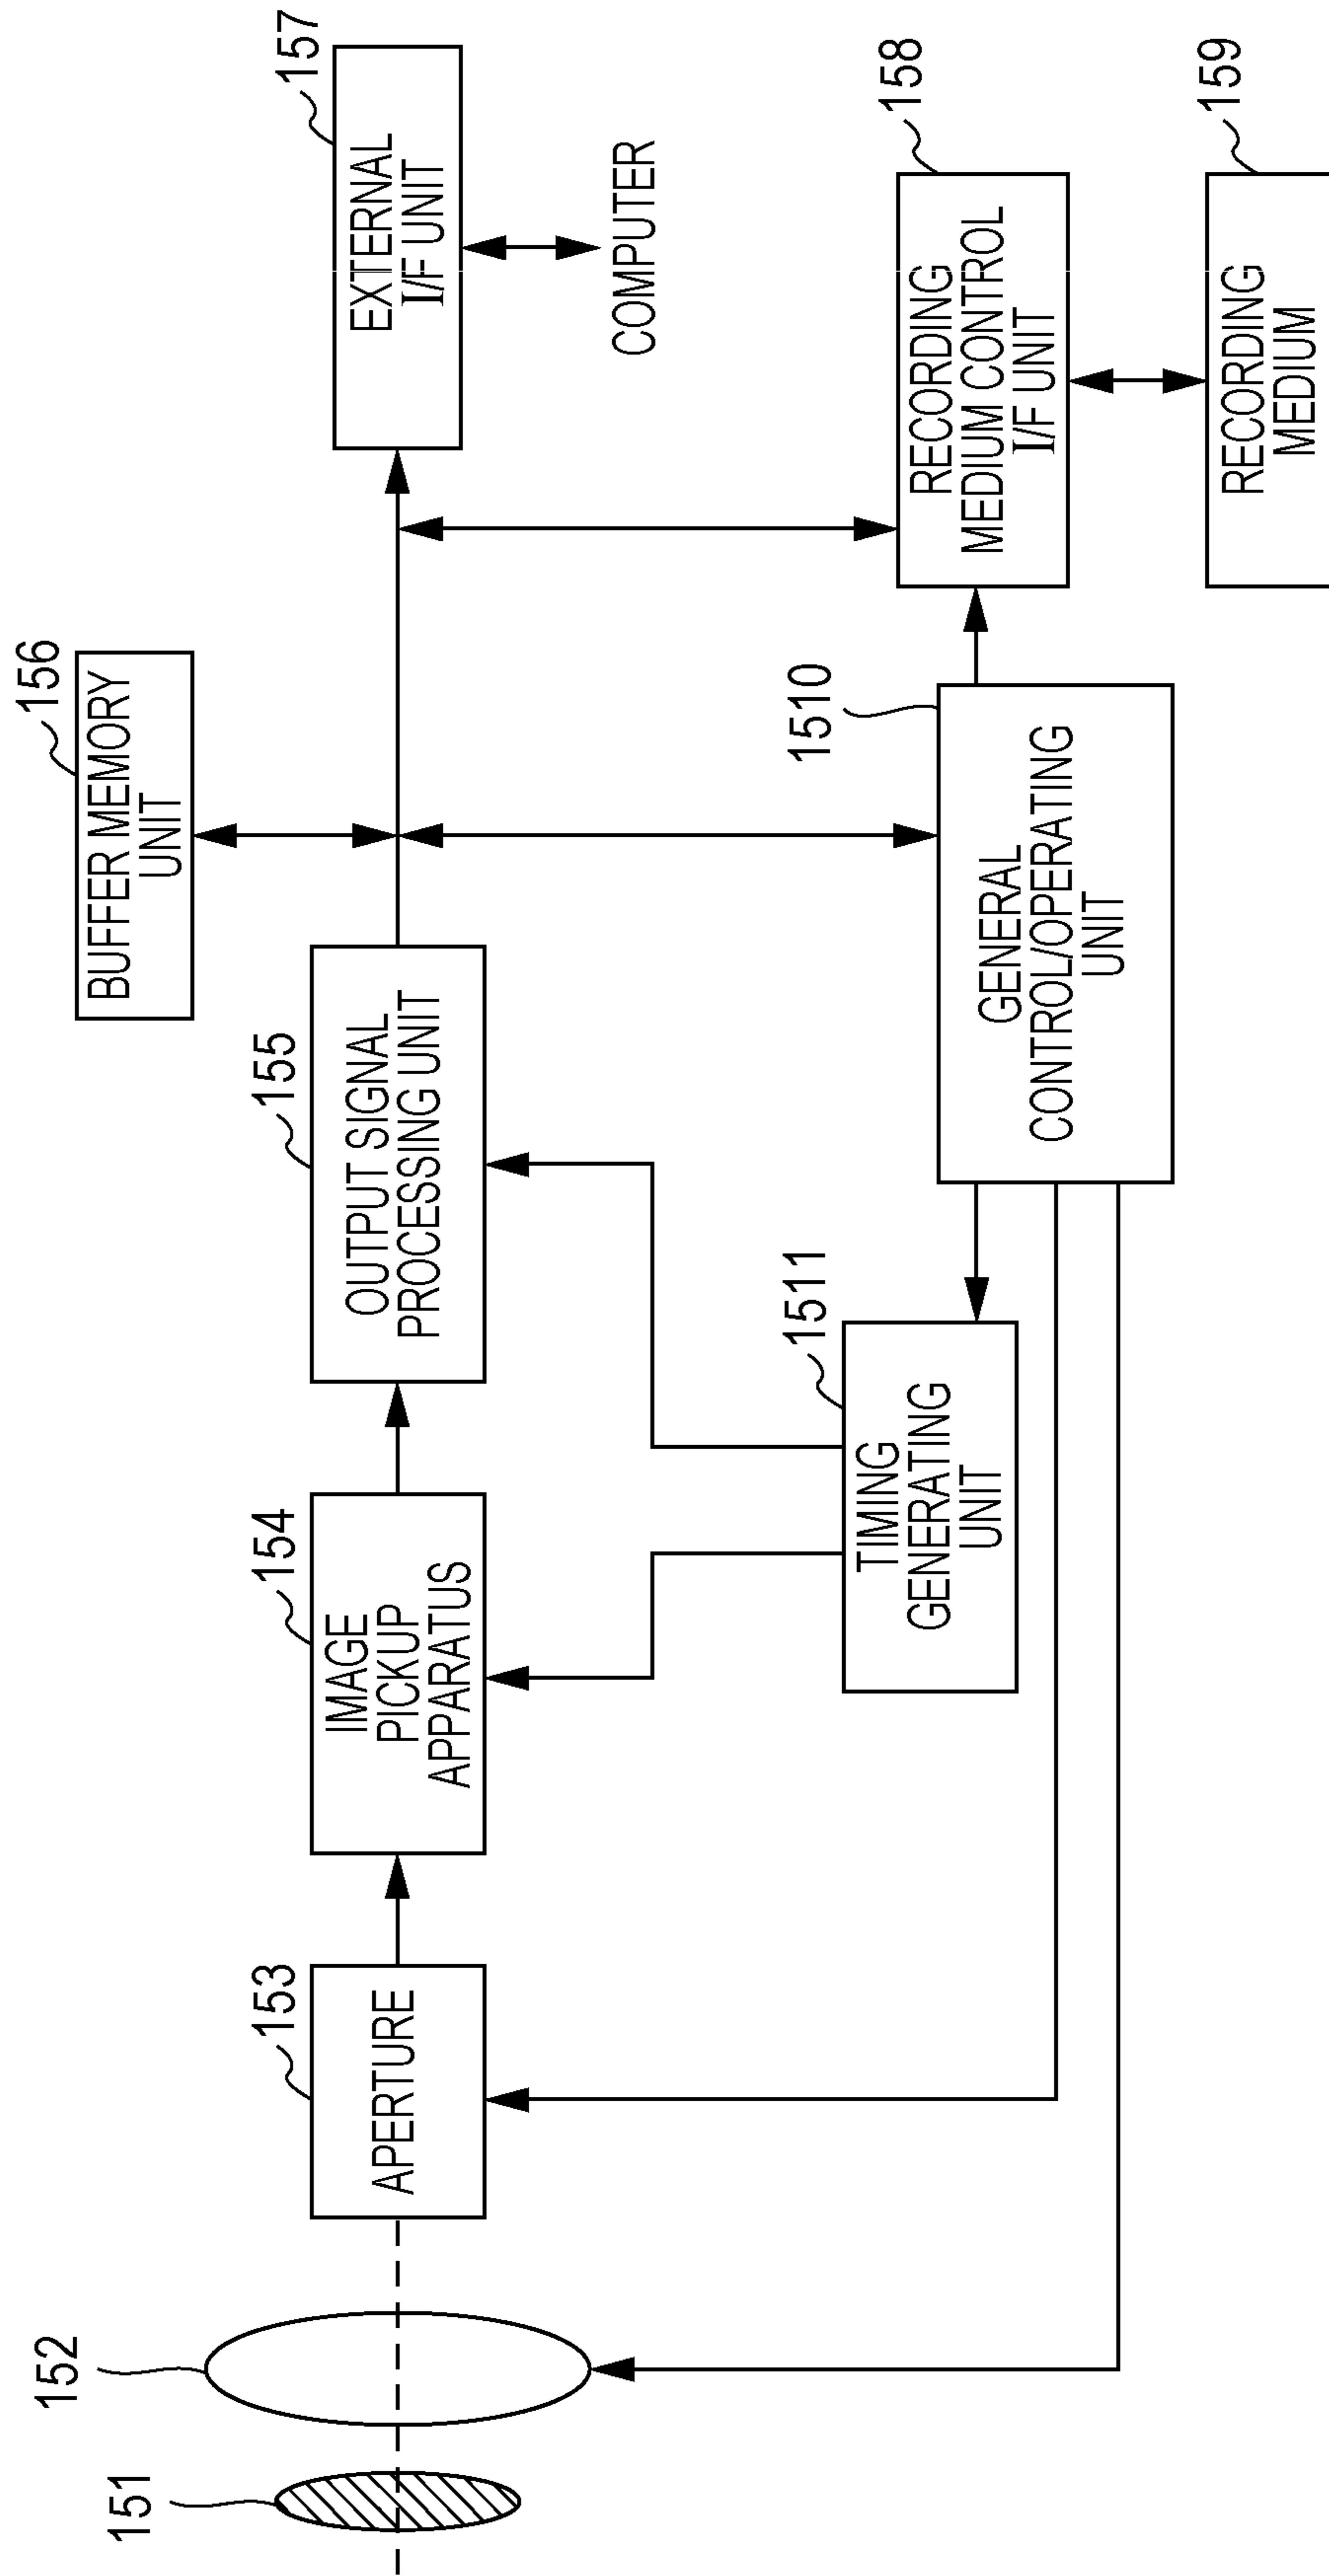 151
152
153
APERTURE
154
IMAGE
PICKUP
APPARATUS
155
OUTPUT SIGNAL
PROCESSING UNIT
156
BUFFER MEMORY
UNIT
157
EXTERNAL
I/F UNIT
COMPUTER
1511
TIMING
GENERATING
UNIT
1510
GENERAL
CONTROL/OPERATING
UNIT
158
RECORDING
MEDIUM CONTROL
I/F UNIT
159
RECORDING
MEDIUM